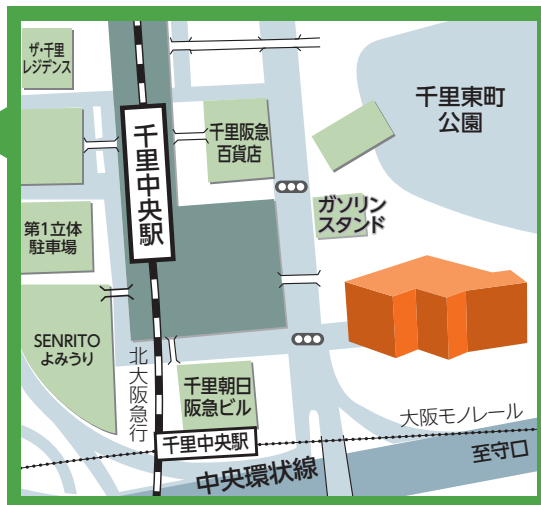 ザ・千里
レジデンス
千里東町
公園
千里中央駅
千里阪急
百貨店
ガソリン
スタンド
第1立体
駐車場
SENRITO
よみうり
北大阪急行
千里朝日
阪急ビル
大阪モノレール
千里中央駅
至守口
中央環状線